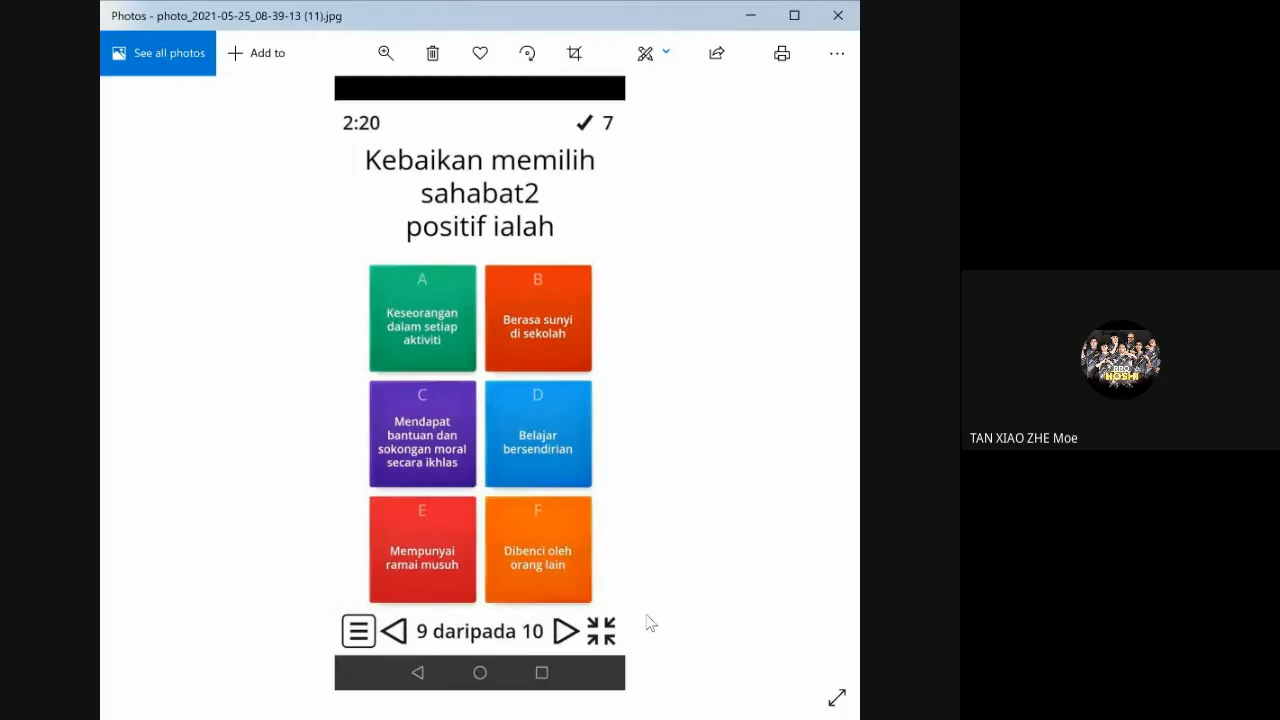 Photos - photo_2021-05-25_08-39-13 (11).jpg
See all photos
Add to
2:20
7
Kebaikan memilih
sahabat2
positif ialah
A
Keseorangan
dalam setiap
aktiviti
B
Berasa sunyi
di sekolah
C
Mendapat
bantuan dan
sokongan moral
secara ikhlas
D
Belajar
bersendirian
E
Mempunyai
ramai musuh
F
Dibenci oleh
orang lain
9 daripada 10
RRQ
HOSHI
TAN XIAO ZHE Moe